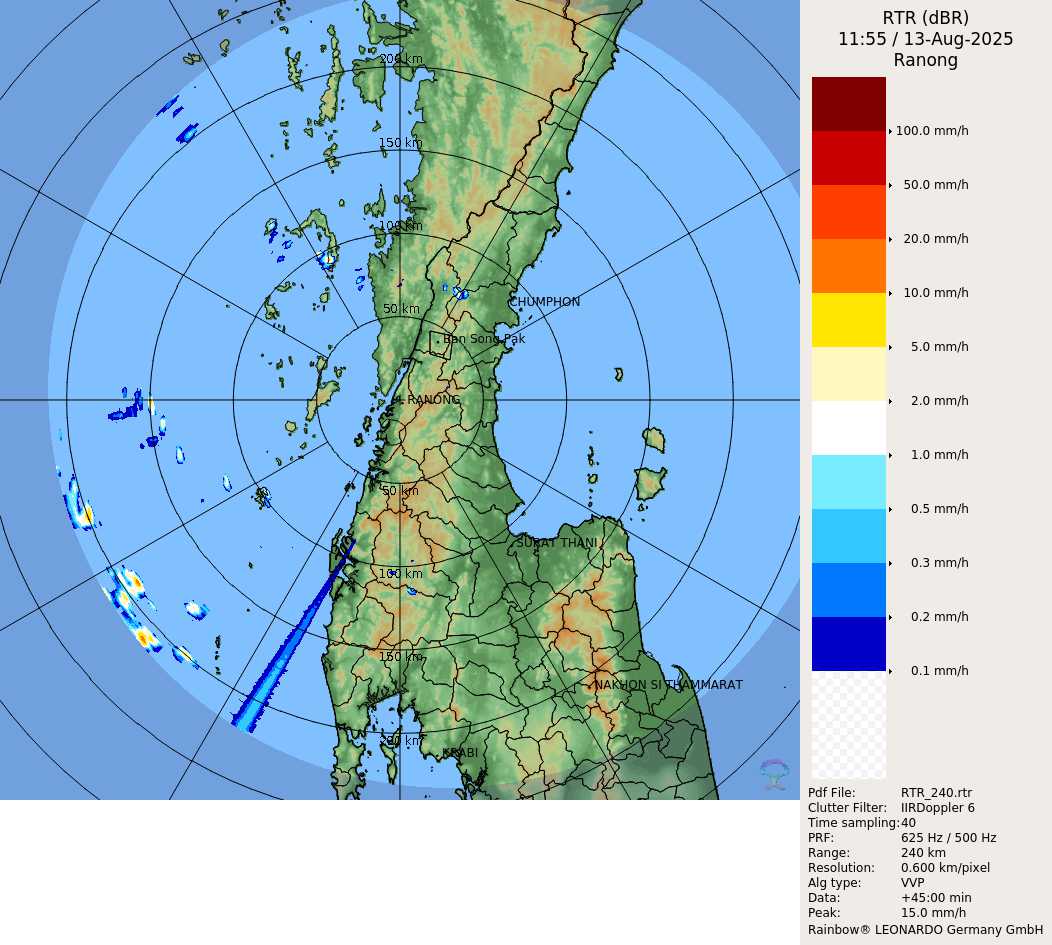 RTR (dBR)
11:55 / 13-Aug-2025
Ranong
200 km
150 km
100 km
50 km
CHUMPHON
Ban Song Pak
RANONG
50 km
SURAT THANI
100 km
150 km
NAKHON SI THAMMARAT
200 km
KRABI
100.0 mm/h
50.0 mm/h
20.0 mm/h
10.0 mm/h
5.0 mm/h
2.0 mm/h
1.0 mm/h
0.5 mm/h
0.3 mm/h
0.2 mm/h
0.1 mm/h
Pdf File: RTR_240.rtr
Clutter Filter: IIRDoppler 6
Time sampling:40
PRF: 625 Hz / 500 Hz
Range: 240 km
Resolution: 0.600 km/pixel
Alg type: VVP
Data: +45:00 min
Peak: 15.0 mm/h
Rainbow® LEONARDO Germany GmbH